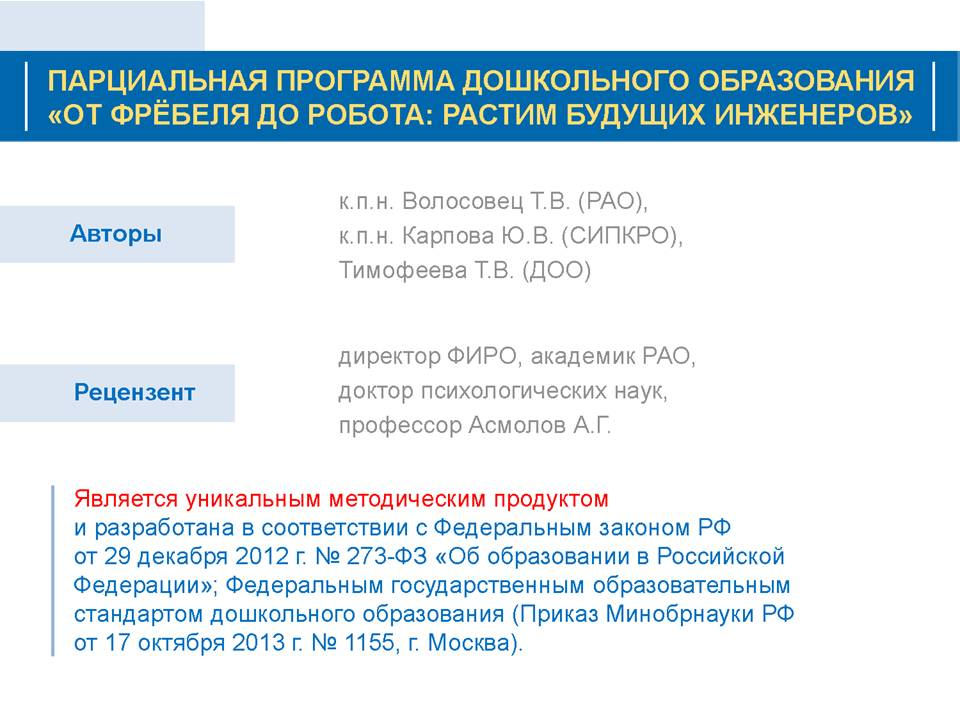 ПАРЦИАЛЬНАЯ ПРОГРАММА ДОШКОЛЬНОГО ОБРАЗОВАНИЯ
«ОТ ФРЁБЕЛЯ ДО РОБОТА: РАСТИМ БУДУЩИХ ИНЖЕНЕРОВ»
Авторы
к.п.н. Волосовец Т.В. (РАО),
к.п.н. Карпова Ю.В. (СИПКРО),
Тимофеева Т.В. (ДОО)
Рецензент
директор ФИРО, академик РАО,
доктор психологических наук,
профессор Асмолов А.Г.
Является уникальным методическим продуктом
и разработана в соответствии с Федеральным законом РФ
от 29 декабря 2012 г. № 273-ФЗ «Об образовании в Российской
Федерации»; Федеральным государственным образовательным
стандартом дошкольного образования (Приказ Минобрнауки РФ
от 17 октября 2013 г. № 1155, г. Москва).